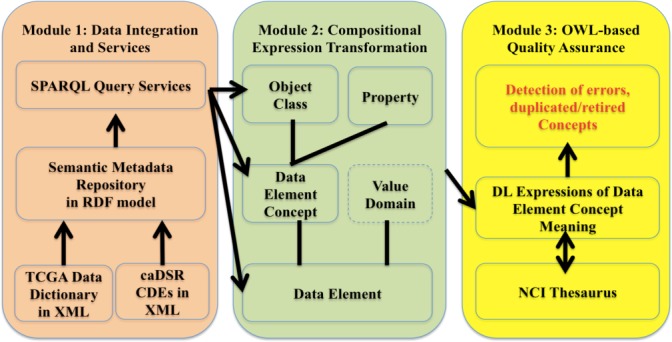 Module 1: Data Integration
and Services
SPARQL Query Services
Semantic Metadata
Repository
in RDF model
TCGA Data
Dictionary
in XML
caDSR
CDEs in
XML
Module 2: Compositional
Expression Transformation
Object
Class
Property
Data
Element
Concept
Value
Domain
Data Element
Module 3: OWL-based
Quality Assurance
Detection of errors,
duplicated/retired
Concepts
DL Expressions of Data
Element Concept
Meaning
NCI Thesaurus